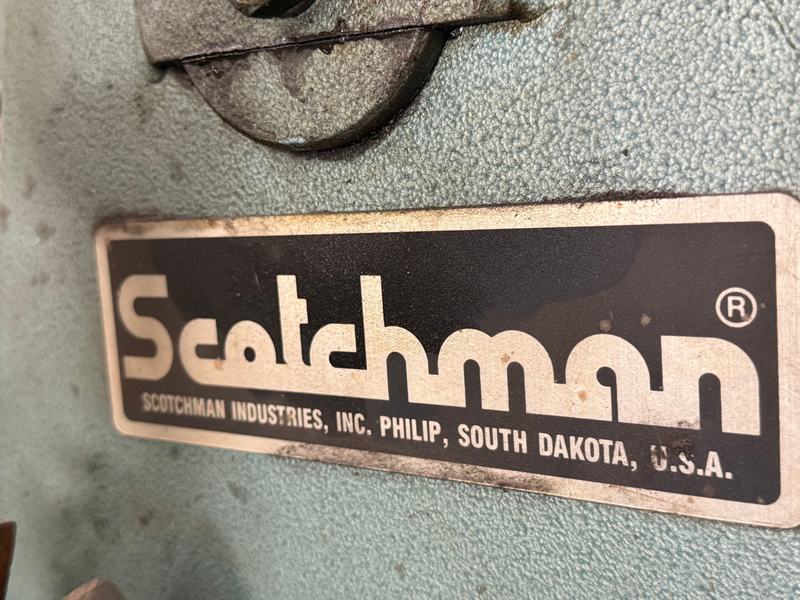 Scotchman®
SCOTCHMAN INDUSTRIES, INC. PHILIP, SOUTH DAKOTA, U.S.A.